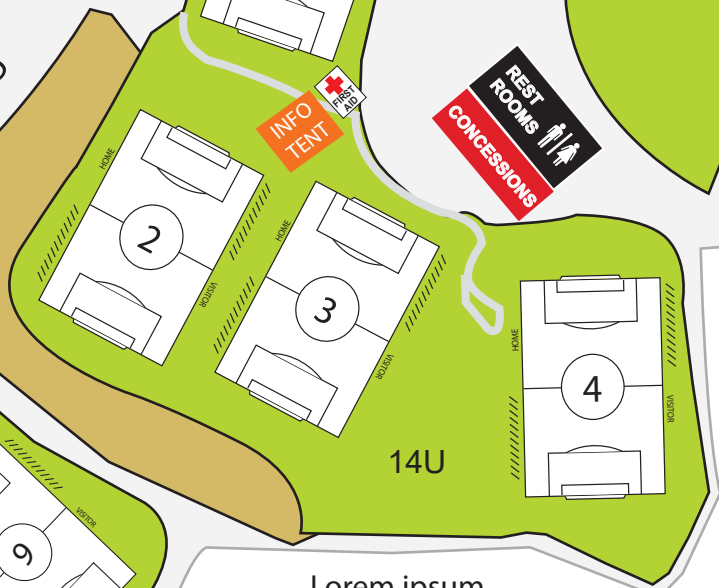 FIRST
AID
INFO
TENT
REST
ROOMS
CONCESSIONS
HOME
2
VISITOR
HOME
3
VISITOR
HOME
4
VISITOR
14U
VISITOR
9
Lorem ipsum